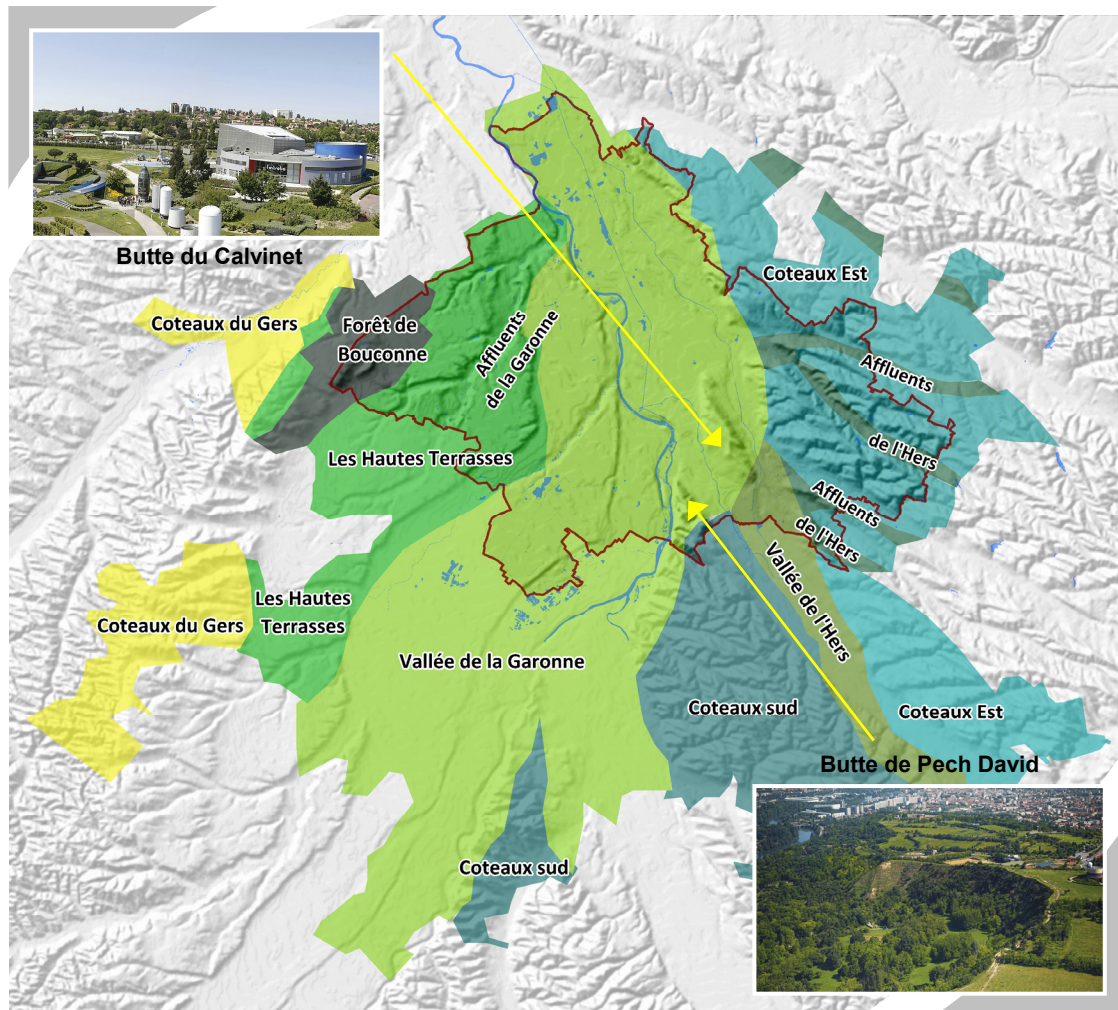 Butte du Calvinet
Coteaux Est
Coteaux du Gers
Forêt de
Bouconne
Affluents
de la Garonne
Affluents
de l'Hers
Les Hautes Terrasses
Affluents
de l'Hers
Vallée de l'Hers
Les Hautes
Terrasses
Coteaux du Gers
Vallée de la Garonne
Coteaux sud
Coteaux Est
Butte de Pech David
Coteaux sud